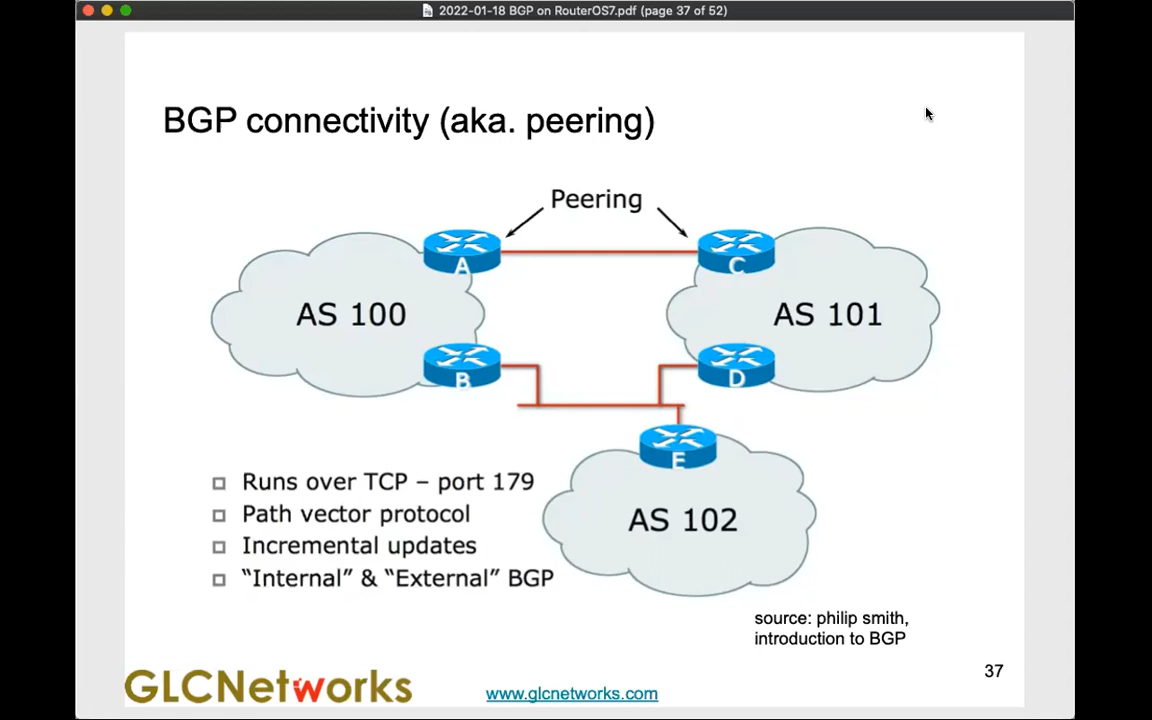 2022-01-18 BGP on RouterOS7.pdf (page 37 of 52)
BGP connectivity (aka. peering)
Peering
A
C
AS 100
AS 101
B
D
E
AS 102
Runs over TCP – port 179
Path vector protocol
Incremental updates
“Internal” & “External” BGP
source: philip smith,
introduction to BGP
37
GLCNetworks
www.glcnetworks.com